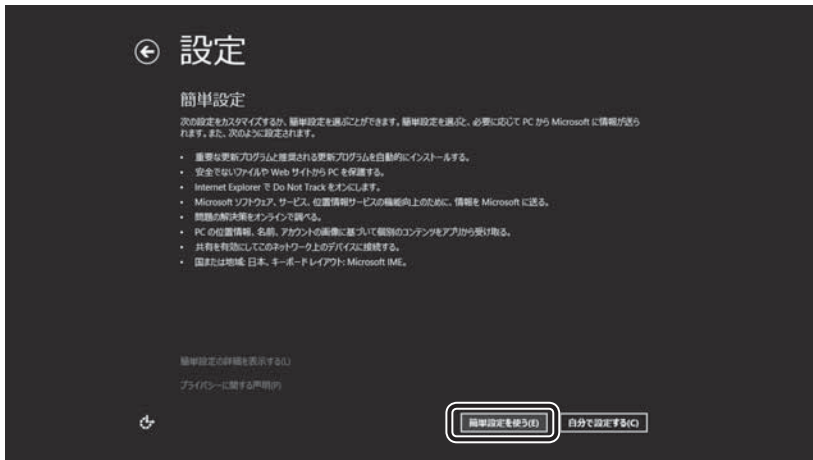 設定
簡単設定
次の設定をカスタマイズするか、簡単設定を選ぶことができます。簡単設定を選ぶと、必要に応じて PC から Microsoft に情報が送ら
れます。また、次のように設定されます。
• 重要な更新プログラムと推奨される更新プログラムを自動的にインストールする。
• 安全でないファイルや Web サイトから PC を保護する。
• Internet Explorer で Do Not Track をオンにします。
• Microsoft ソフトウェア、サービス、位置情報サービスの機能向上のために、情報を Microsoft に送る。
• 問題の解決策をオンラインで調べる。
• PC の位置情報、名前、アカウントの画像に基づいて個別のコンテンツをアプリから受け取る。
• 共有を有効にしてこのネットワーク上のデバイスに接続する。
• 国または地域: 日本、キーボード レイアウト: Microsoft IME。
簡単設定の詳細を表示する(L)
プライバシーに関する声明(P)
簡単設定を使う(E) 自分で設定する(C)